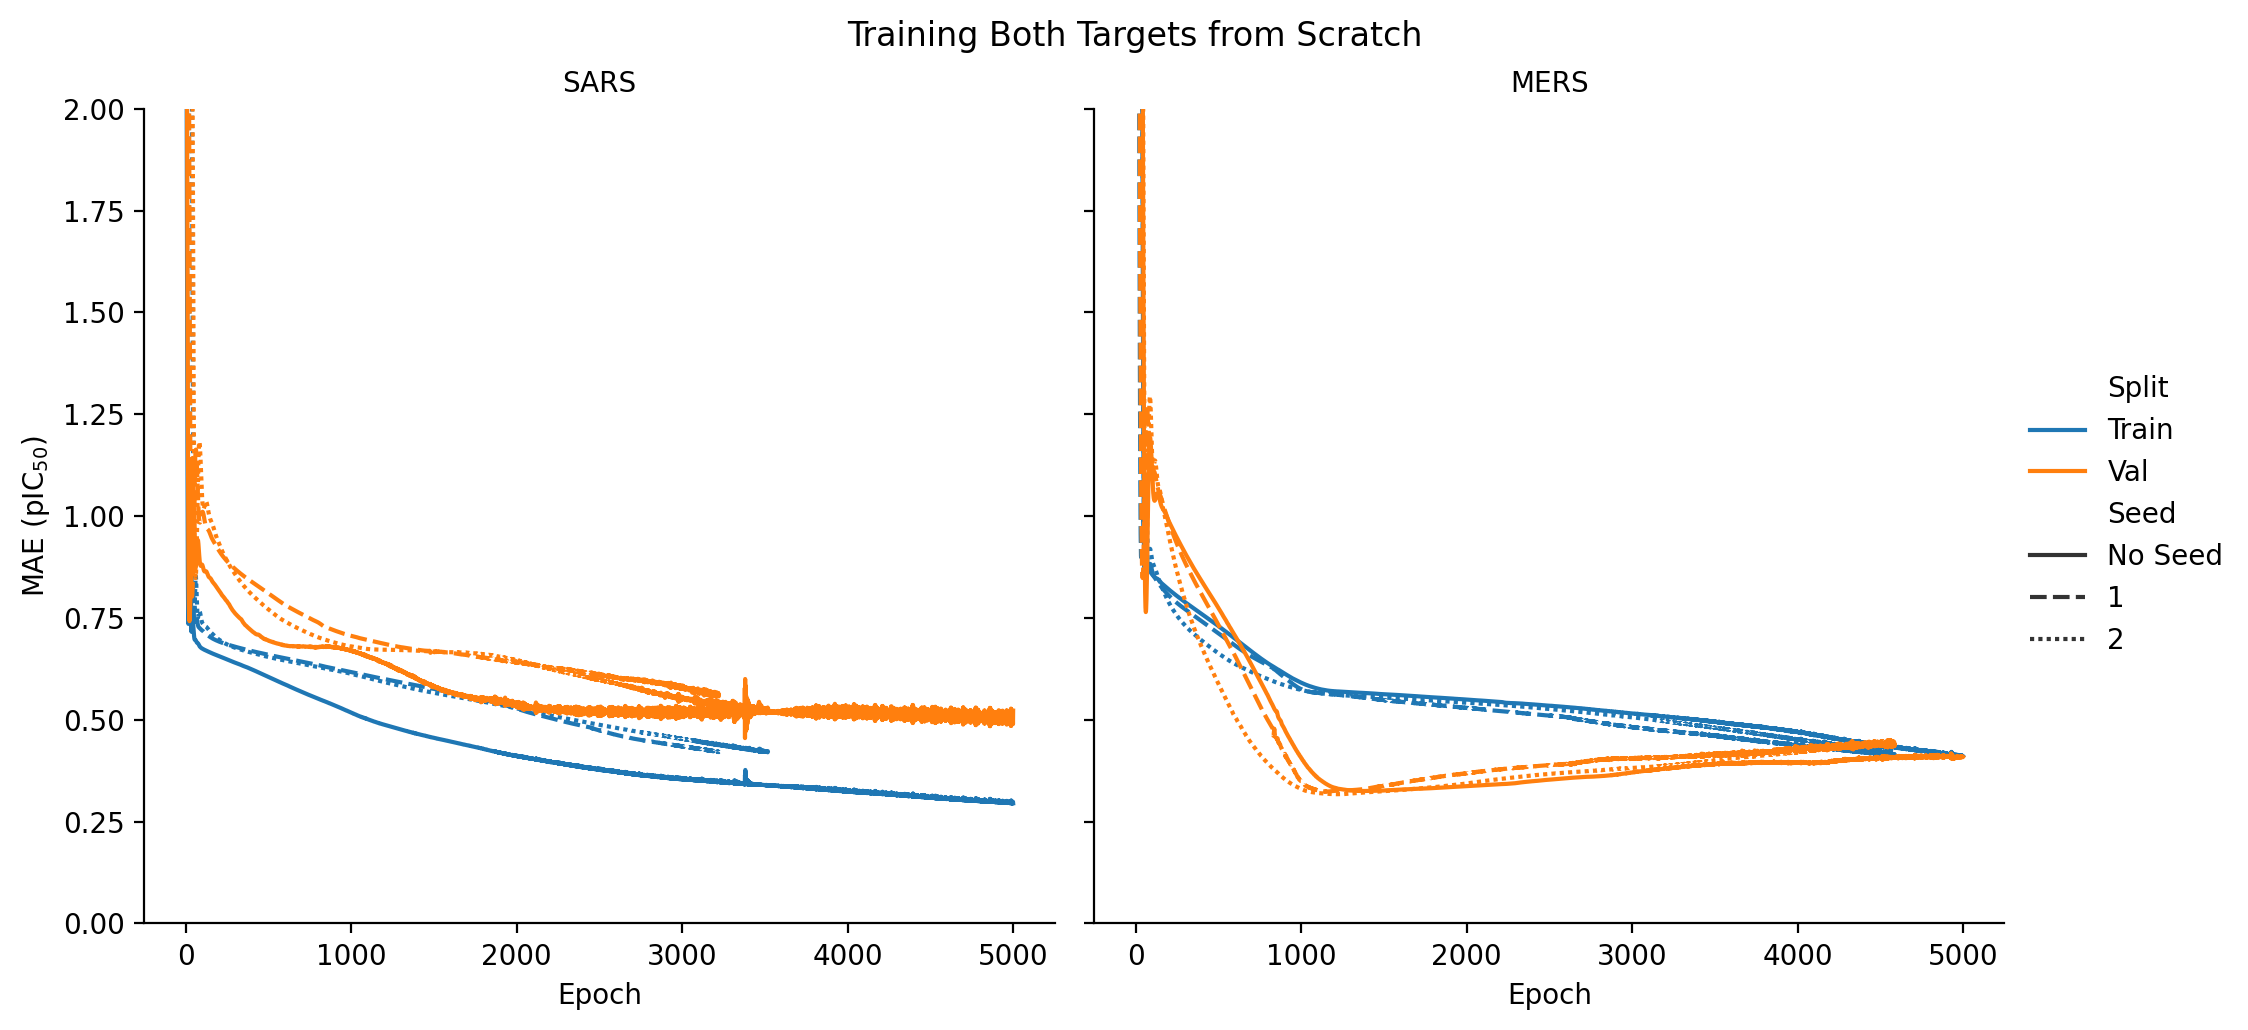 Training Both Targets from Scratch
SARS
MERS
2.00
1.75
1.50
1.25
1.00
0.75
0.50
0.25
0.00
MAE (pIC50)
0 1000 2000 3000 4000 5000
0 1000 2000 3000 4000 5000
Epoch
Epoch
Split
Train
Val
Seed
No Seed
1
2